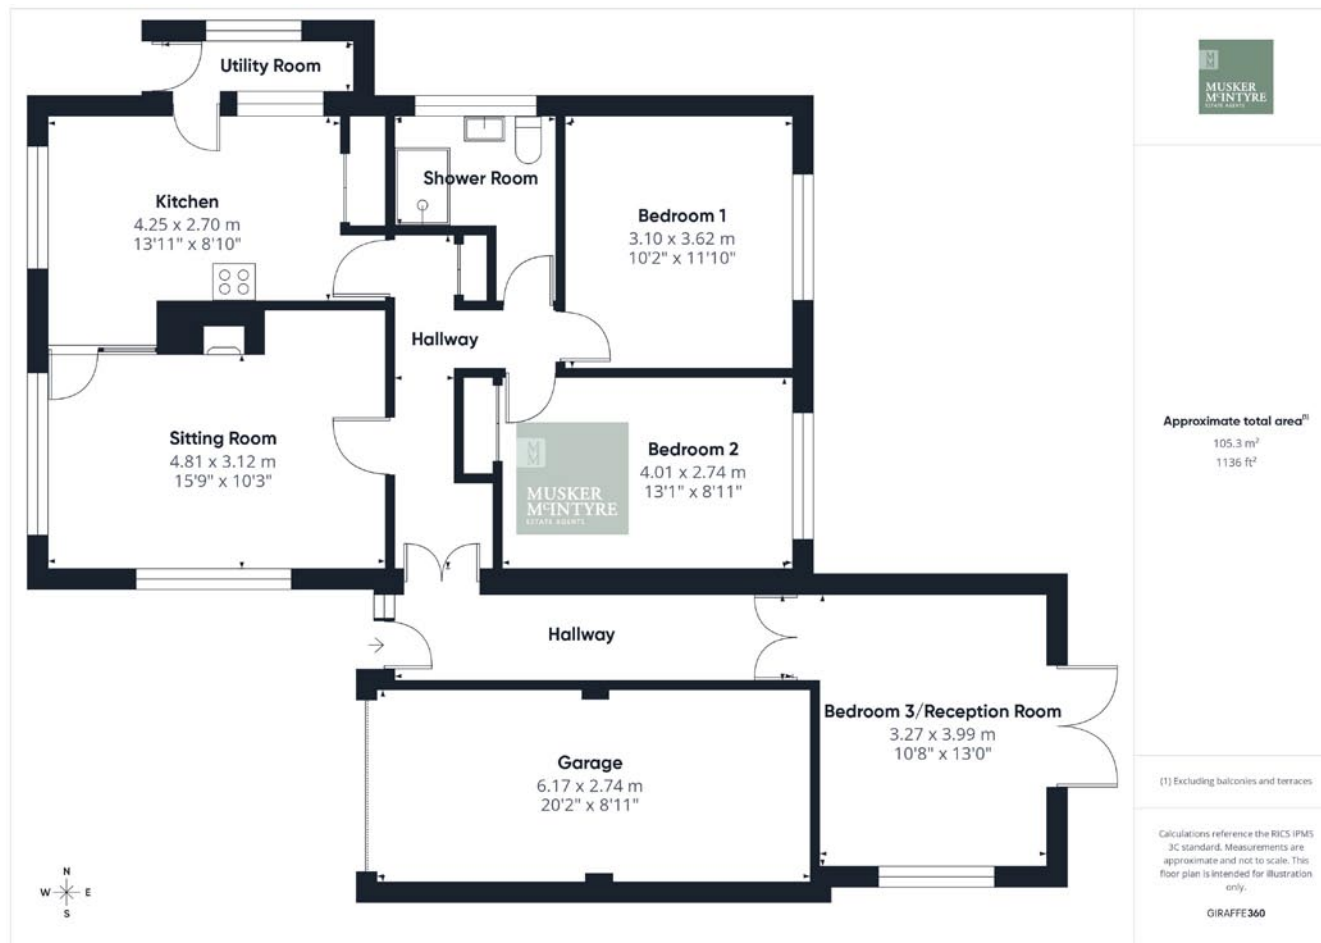 Utility Room
Kitchen
4.25 x 2.70 m
13'11" x 8'10"
Shower Room
Bedroom 1
3.10 x 3.62 m
10'2" x 11'10"
Hallway
Sitting Room
4.81 x 3.12 m
15'9" x 10'3"
Bedroom 2
4.01 x 2.74 m
13'1" x 8'11"
MM
MUSKER
McINTYRE
ESTATE AGENTS
Hallway
Bedroom 3/Reception Room
3.27 x 3.99 m
10'8" x 13'0"
Garage
6.17 x 2.74 m
20'2" x 8'11"
N
W E
S
MM
MUSKER
McINTYRE
ESTATE AGENTS
Approximate total area(1)
105.3 m²
1136 ft²
(1) Excluding balconies and terraces
Calculations reference the RICS IPMS
3C standard. Measurements are
approximate and not to scale. This
floor plan is intended for illustration
only.
GIRAFFE360